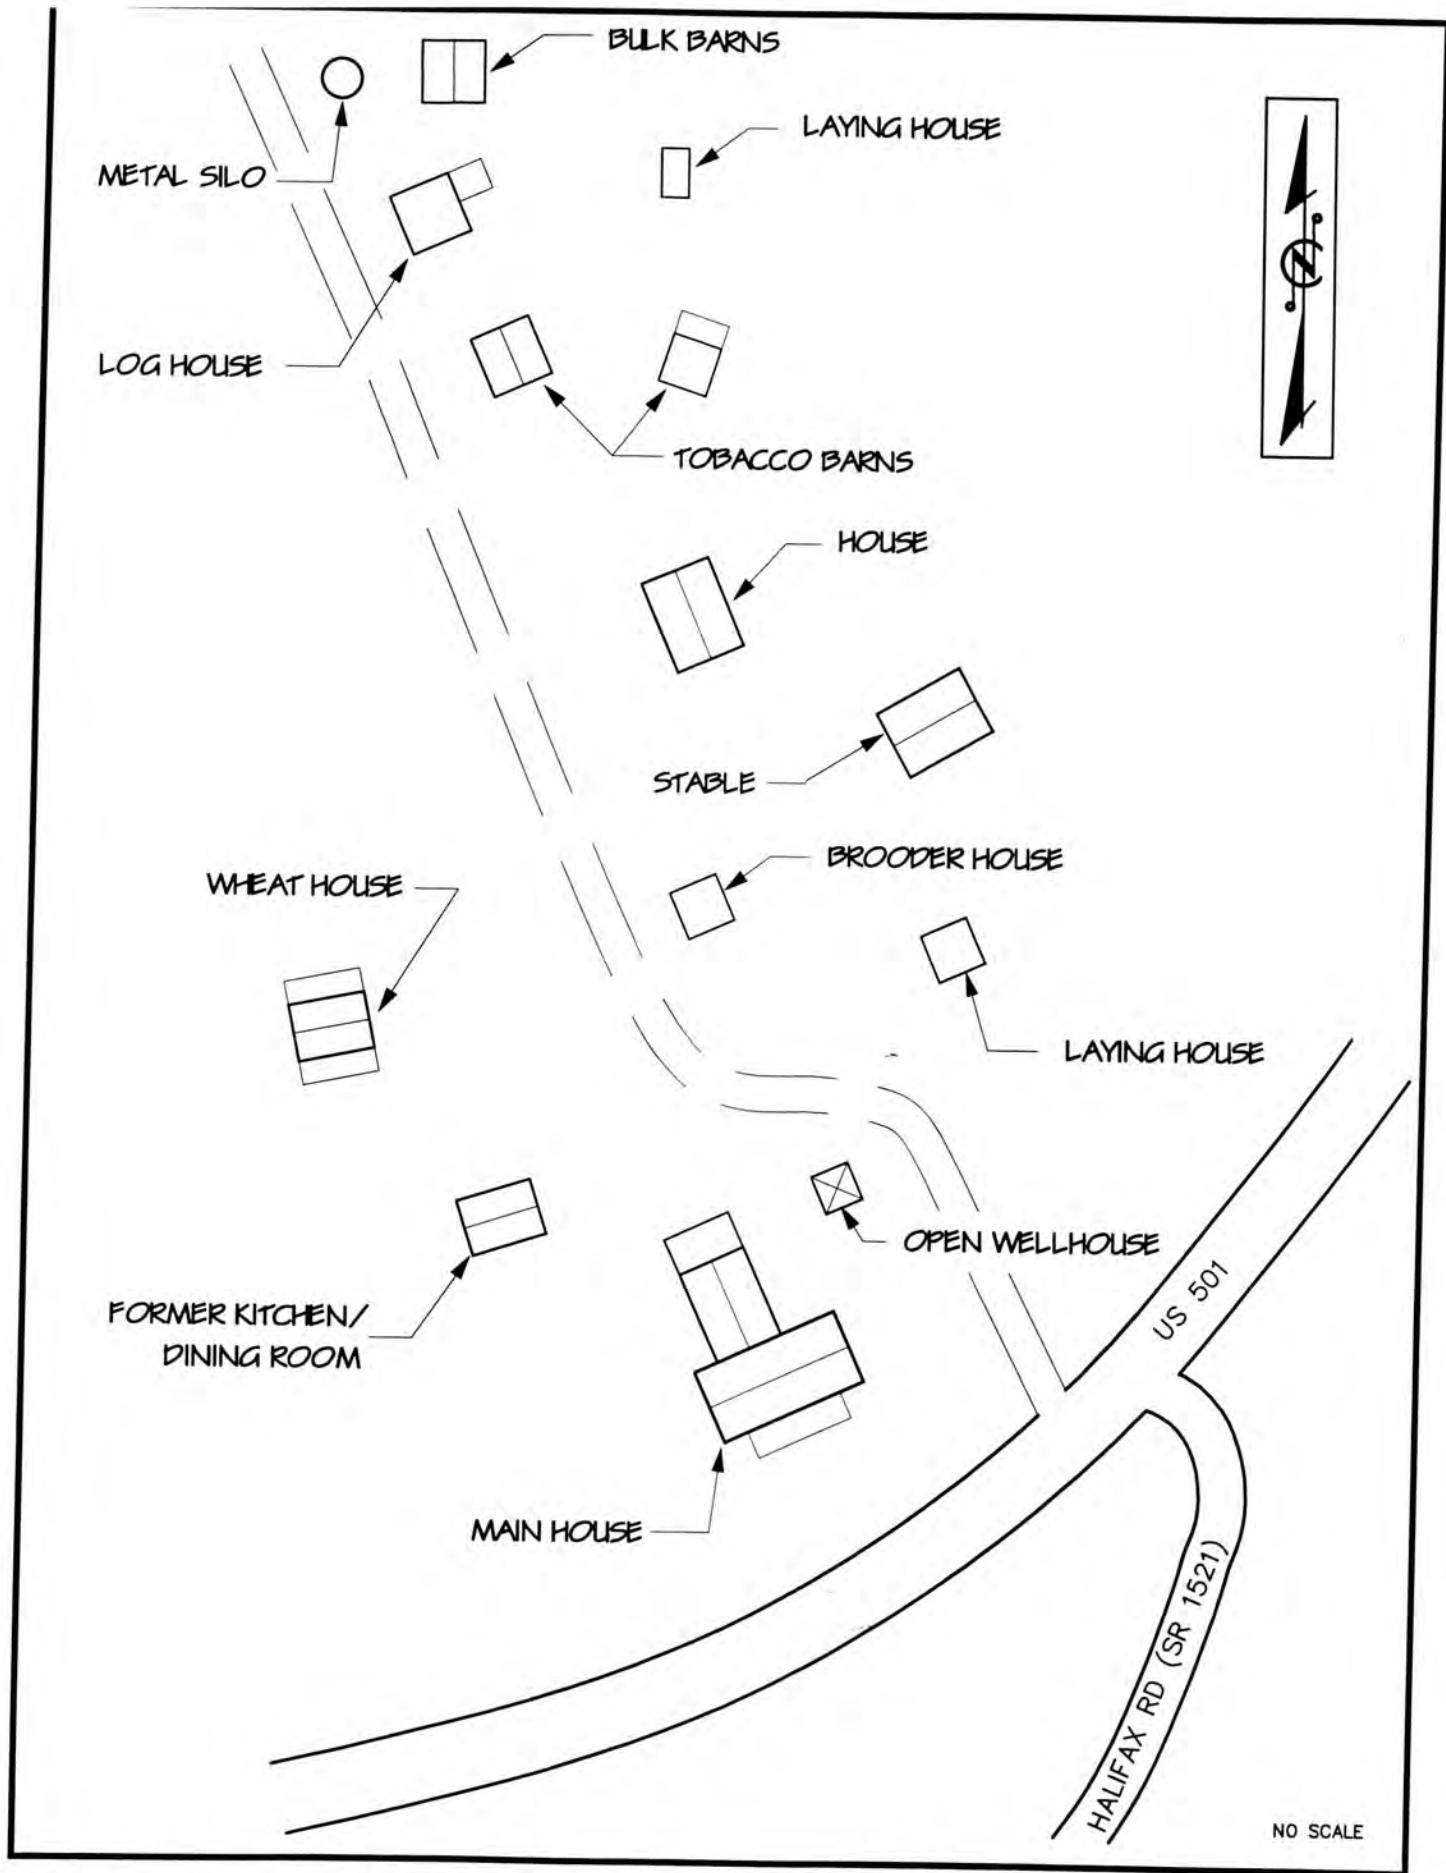 BULK BARNS
LAYING HOUSE
METAL SILO
N
LOG HOUSE
TOBACCO BARNS
HOUSE
STABLE
BROODER HOUSE
WHEAT HOUSE
LAYING HOUSE
OPEN WELLHOUSE
US 501
FORMER KITCHEN/
DINING ROOM
MAIN HOUSE
HALIFAX RD (SR 1521)
NO SCALE